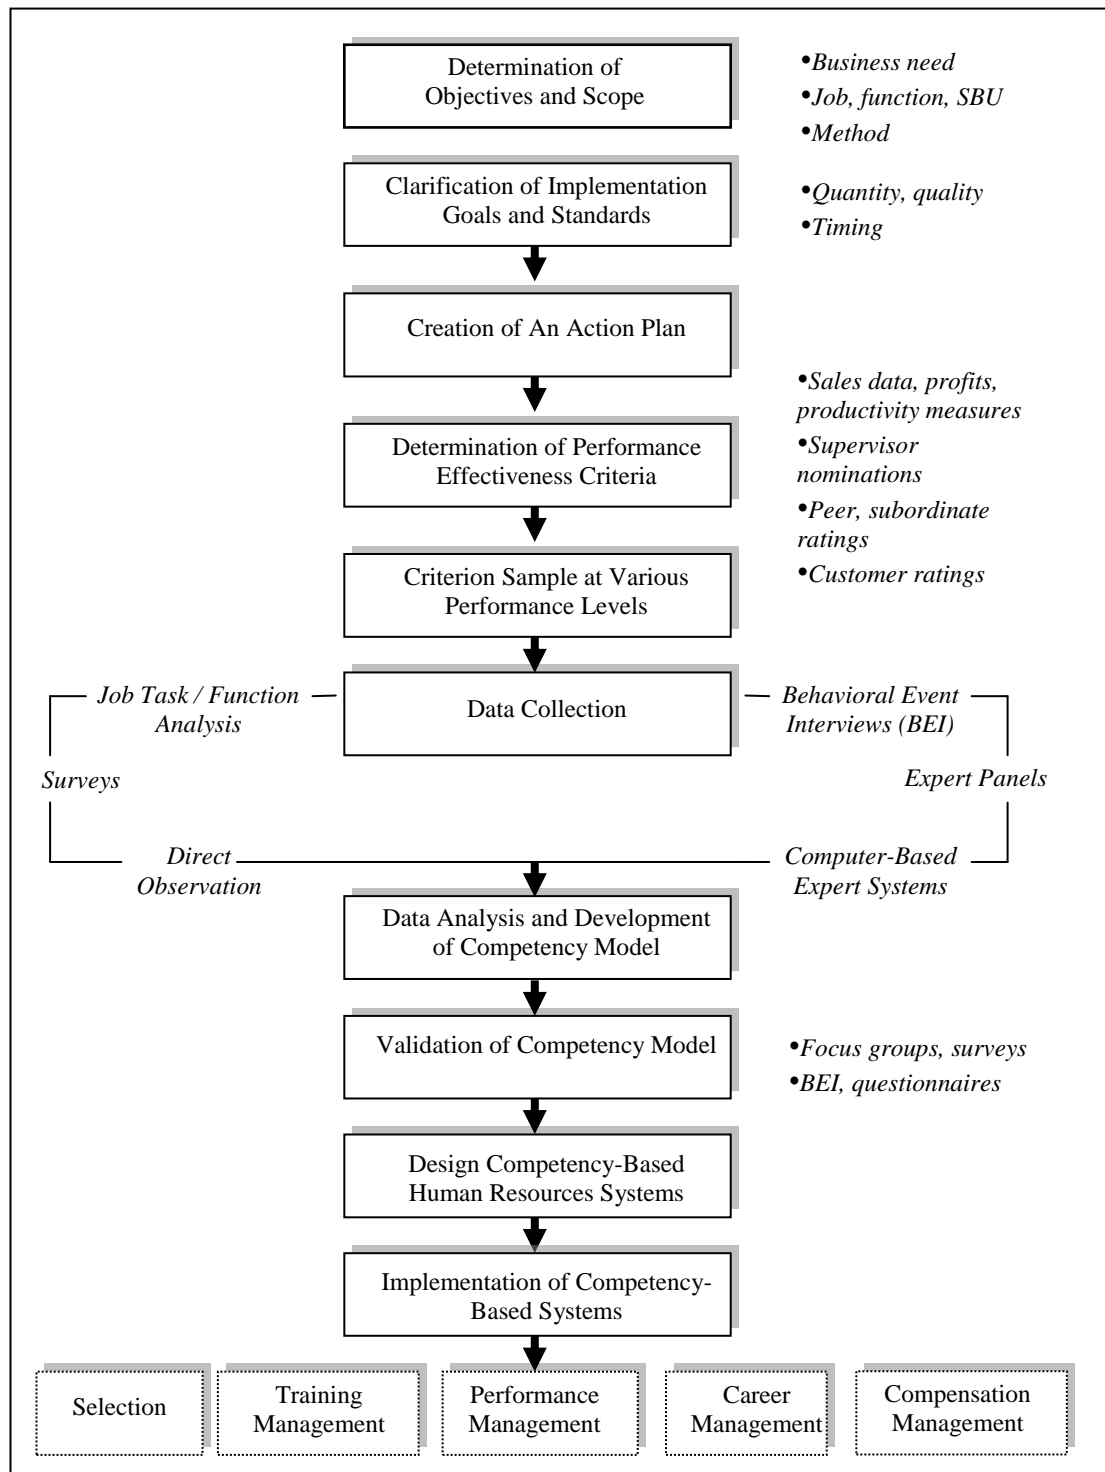 Determination of
Objectives and Scope
•Business need
•Job, function, SBU
•Method
Clarification of Implementation
Goals and Standards
•Quantity, quality
•Timing
Creation of An Action Plan
•Sales data, profits,
productivity measures
•Supervisor
nominations
•Peer, subordinate
ratings
•Customer ratings
Determination of Performance
Effectiveness Criteria
Criterion Sample at Various
Performance Levels
Job Task / Function
Analysis
Data Collection
Behavioral Event
Interviews (BEI)
Surveys
Expert Panels
Direct
Observation
Computer-Based
Expert Systems
Data Analysis and Development
of Competency Model
Validation of Competency Model
•Focus groups, surveys
•BEI, questionnaires
Design Competency-Based
Human Resources Systems
Implementation of Competency-
Based Systems
Selection
Training
Management
Performance
Management
Career
Management
Compensation
Management